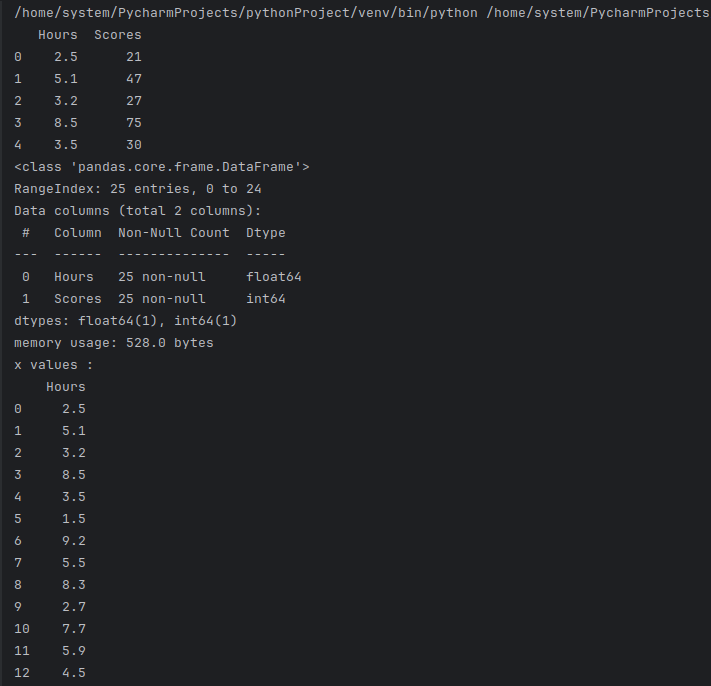 /home/system/PycharmProjects/pythonProject/venv/bin/python /home/system/PycharmProjects
   Hours  Scores
0    2.5      21
1    5.1      47
2    3.2      27
3    8.5      75
4    3.5      30
<class 'pandas.core.frame.DataFrame'>
RangeIndex: 25 entries, 0 to 24
Data columns (total 2 columns):
 #   Column  Non-Null Count  Dtype
---  ------  --------------  -----
 0   Hours   25 non-null     float64
 1   Scores  25 non-null     int64
dtypes: float64(1), int64(1)
memory usage: 528.0 bytes
x values :
    Hours
0     2.5
1     5.1
2     3.2
3     8.5
4     3.5
5     1.5
6     9.2
7     5.5
8     8.3
9     2.7
10    7.7
11    5.9
12    4.5